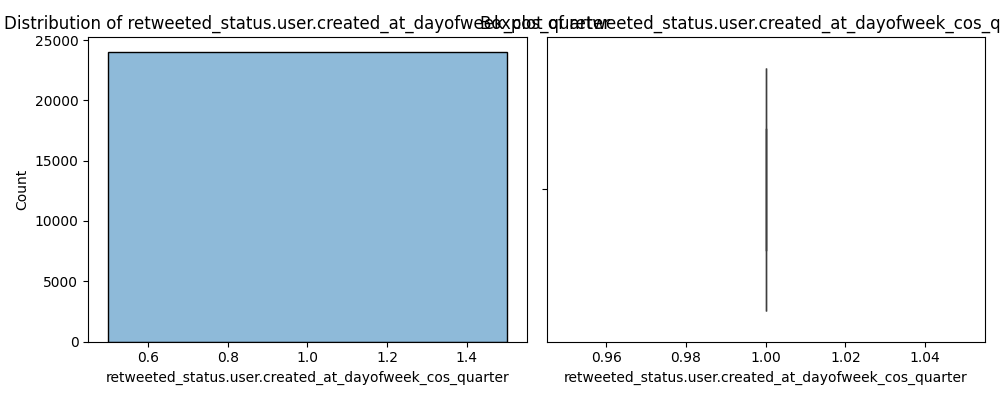 Distribution of retweeted_status.user.created_at_dayofweek_cos_quarter
Boxplot of retweeted_status.user.created_at_dayofweek_cos_q
25000
20000
15000
10000
5000
0
Count
0.6 0.8 1.0 1.2 1.4
retweeted_status.user.created_at_dayofweek_cos_quarter
0.96 0.98 1.00 1.02 1.04
retweeted_status.user.created_at_dayofweek_cos_quarter